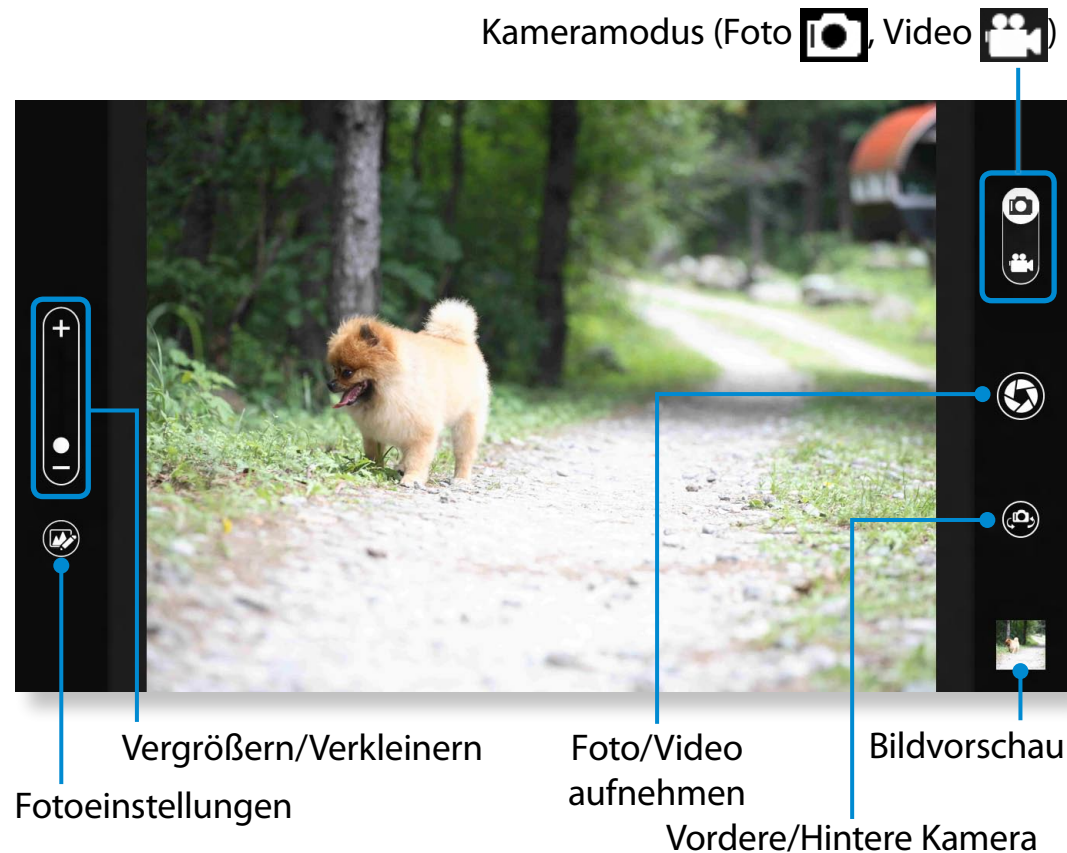 Kameramodus (Foto , Video )
Vergrößern/Verkleinern
Foto/Video
aufnehmen
Bildvorschau
Fotoeinstellungen
Vordere/Hintere Kamera